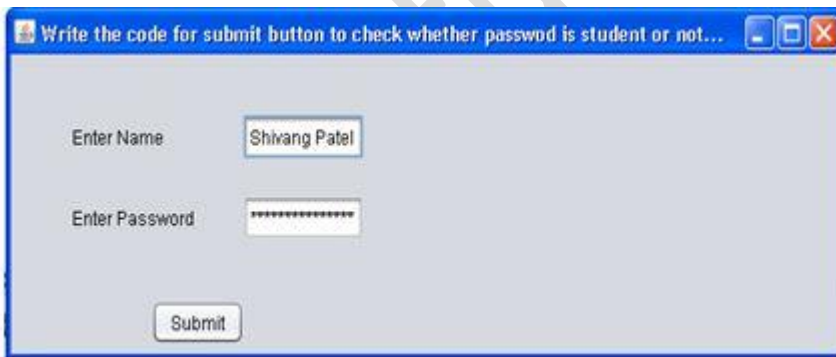 Write the code for submit button to check whether passwod is student or not...
Enter Name Shivang Patel
Enter Password ***************
Submit